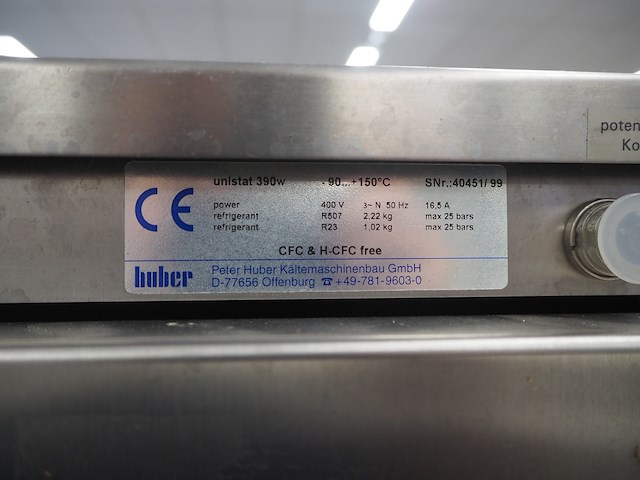 poten
Ko
unistat 390w -90...+150°C SNr.:40451/99
CE
power 400 V 3~ N 50 Hz 16,5 A
refrigerant R507 2,22 kg max 25 bars
refrigerant R23 1,02 kg max 25 bars
CFC & H-CFC free
huber Peter Huber Kältemaschinenbau GmbH
D-77656 Offenburg ☎+49-781-9603-0